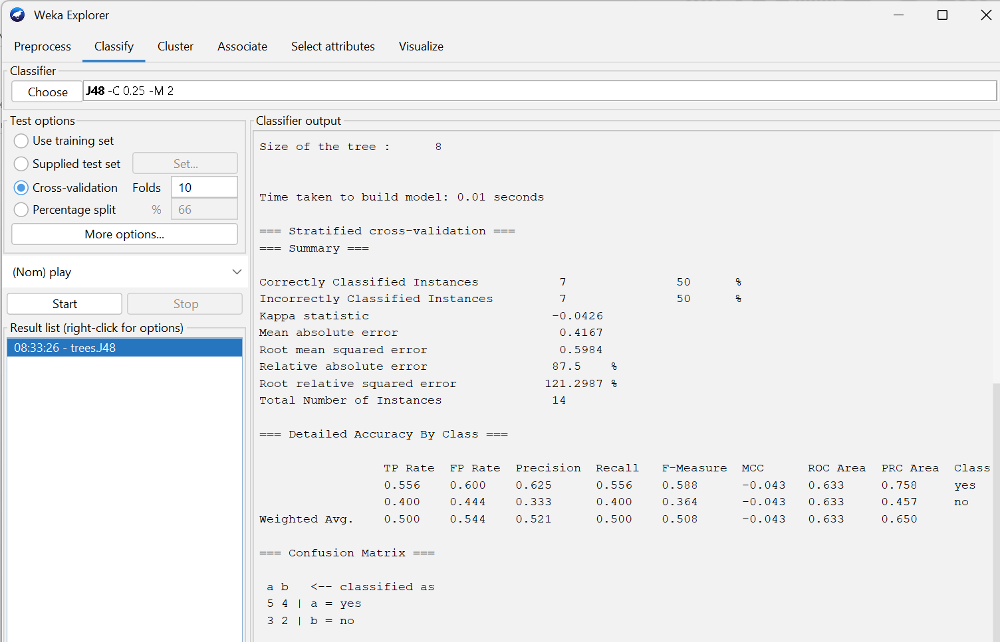 Weka Explorer
Preprocess Classify Cluster Associate Select attributes Visualize
Classifier
Choose J48 -C 0.25 -M 2
Test options
Use training set
Supplied test set Set...
Cross-validation Folds 10
Percentage split % 66
More options...
(Nom) play
Start Stop
Result list (right-click for options)
08:33:26 - trees.J48
Classifier output
Size of the tree : 8
Time taken to build model: 0.01 seconds
=== Stratified cross-validation ===
=== Summary ===
Correctly Classified Instances 7 50 %
Incorrectly Classified Instances 7 50 %
Kappa statistic -0.0426
Mean absolute error 0.4167
Root mean squared error 0.5984
Relative absolute error 87.5 %
Root relative squared error 121.2987 %
Total Number of Instances 14
=== Detailed Accuracy By Class ===
TP Rate FP Rate Precision Recall F-Measure MCC ROC Area PRC Area Class
0.556 0.600 0.625 0.556 0.588 -0.043 0.633 0.758 yes
0.400 0.444 0.333 0.400 0.364 -0.043 0.633 0.457 no
Weighted Avg. 0.500 0.544 0.521 0.500 0.508 -0.043 0.633 0.650
=== Confusion Matrix ===
a b <-- classified as
5 4 | a = yes
3 2 | b = no